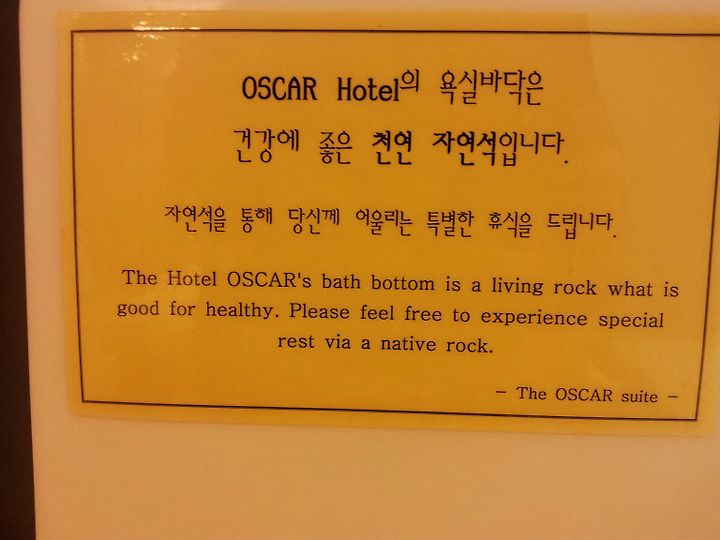 OSCAR Hotel의 욕실바닥은
건강에 좋은 천연 자연석입니다.
자연석을 통해 당신께 어울리는 특별한 휴식을 드립니다.
The Hotel OSCAR's bath bottom is a living rock what is
good for healthy. Please feel free to experience special
rest via a native rock.
- The OSCAR suite -